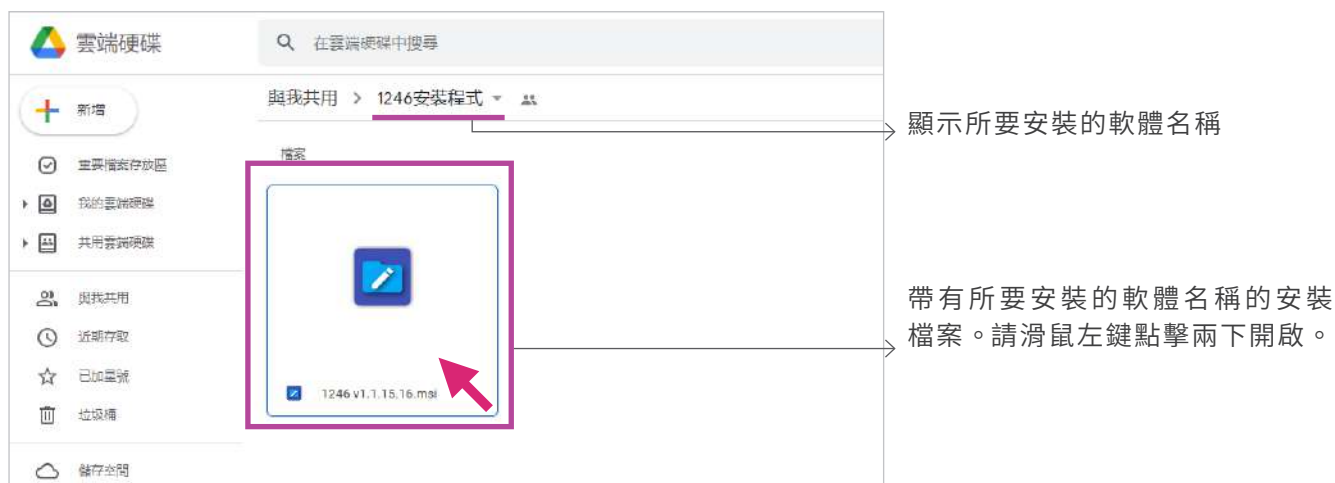 雲端硬碟
在雲端硬碟中搜尋
新增
與我共用 > 1246安裝程式
顯示所要安裝的軟體名稱
檔案
重要檔案存放區
我的雲端硬碟
共用雲端硬碟
與我共用
近期存取
已加星號
垃圾桶
儲存空間
1246 v1.1.15.16.msi
帶有所要安裝的軟體名稱的安裝
檔案。請滑鼠左鍵點擊兩下開啟。